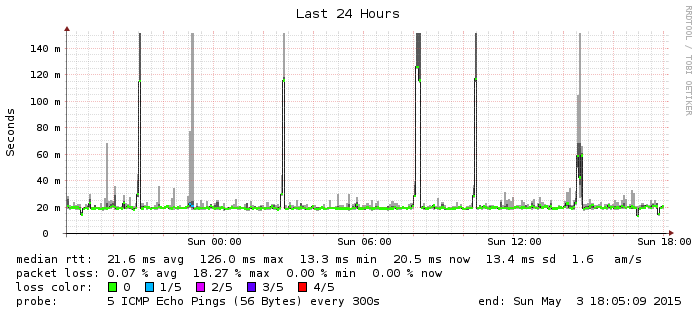 Last 24 Hours
RRDTOOL / TOBI OETIKER
Seconds
140 m
120 m
100 m
80 m
60 m
40 m
20 m
0
Sun 00:00 Sun 06:00 Sun 12:00 Sun 18:00
median rtt: 21.6 ms avg 126.0 ms max 13.3 ms min 20.5 ms now 13.4 ms sd 1.6 am/s
packet loss: 0.07 % avg 18.27 % max 0.00 % min 0.00 % now
loss color: 0 1/5 2/5 3/5 4/5
probe: 5 ICMP Echo Pings (56 Bytes) every 300s end: Sun May 3 18:05:09 2015